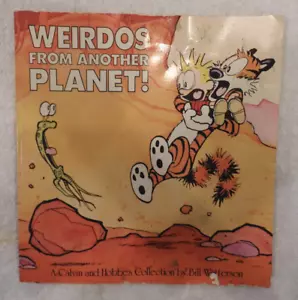 WEIRDOS
FROM ANOTHER
PLANET!
A Calvin and Hobbes Collection by Bill Watterson